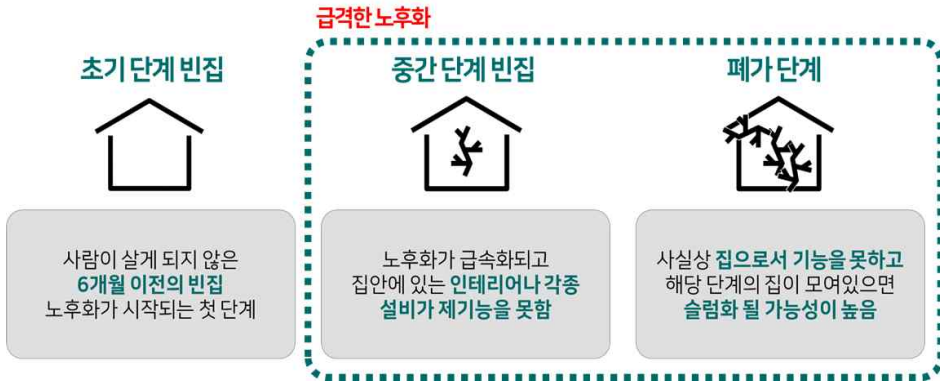 급격한 노후화
초기 단계 빈집
중간 단계 빈집
폐가 단계
사람이 살게 되지 않은
6개월 이전의 빈집
노후화가 시작되는 첫 단계
노후화가 급속화되고
집안에 있는 인테리어나 각종
설비가 제기능을 못함
사실상 집으로서 기능을 못하고
해당 단계의 집이 모여있으면
슬럼화 될 가능성이 높음